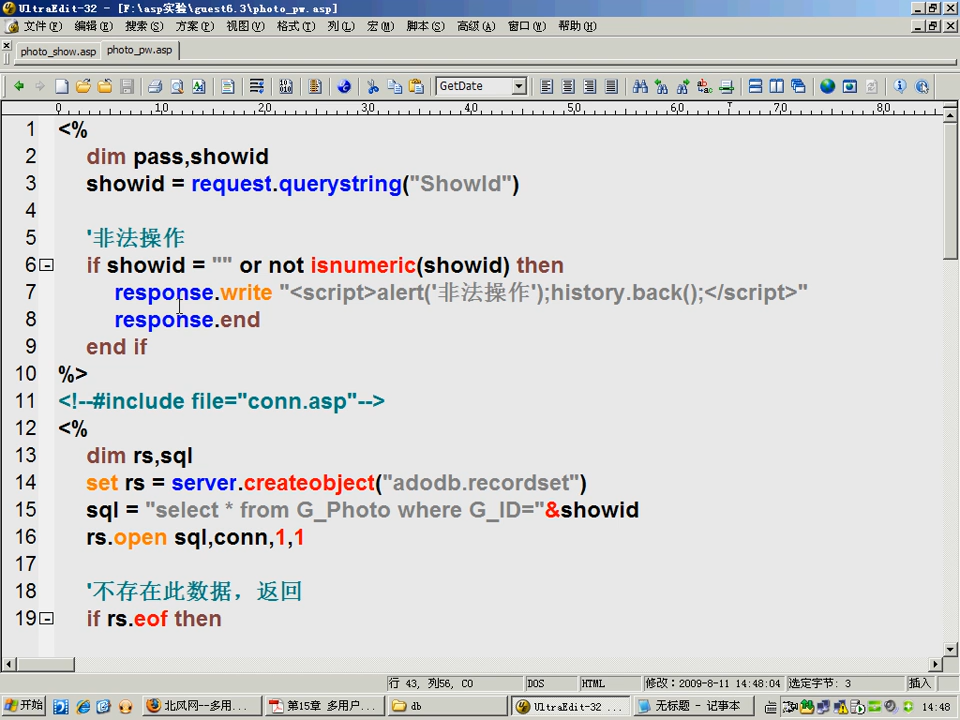 UltraEdit-32 - [F:\asp实验\guest6.3\photo_pw.asp]
文件(F) 编辑(E) 搜索(S) 方案(P) 视图(V) 格式(T) 列(L) 宏(M) 脚本(S) 高级(A) 窗口(W) 帮助(H)
photo_show.asp photo_pw.asp
GetDate
0 10 20 30 40 50 60 70 80
1 <%
2 dim pass,showid
3 showid = request.querystring("ShowId")
4
5 '非法操作
6 if showid = "" or not isnumeric(showid) then
7 response.write "<script>alert('非法操作');history.back();</script>"
8 response.end
9 end if
10 %>
11 <!--#include file="conn.asp"-->
12 <%
13 dim rs,sql
14 set rs = server.createobject("adodb.recordset")
15 sql = "select * from G_Photo where G_ID="&showid
16 rs.open sql,conn,1,1
17
18 '不存在此数据，返回
19 if rs.eof then
行 43, 列56, C0 DOS HTML 修改：2009-8-11 14:48:04 选定字节：3 插入
开始 北风网--多用... 第15章 多用户... db UltraEdit-32 ... 无标题 - 记事本 14:48